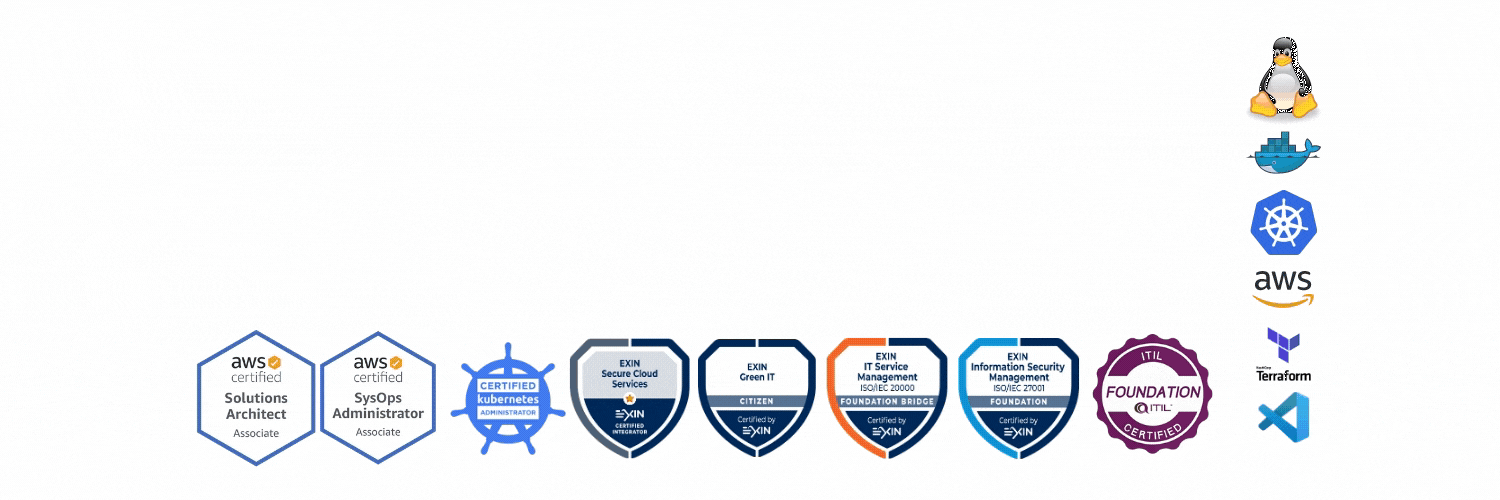 aws
aws
certified
Solutions
Architect
Associate
aws
certified
SysOps
Administrator
Associate
CERTIFIED
kubernetes
ADMINISTRATOR
EXIN
Secure Cloud
Services
EXIN
CERTIFIED
INTEGRATOR
EXIN
Green IT
CITIZEN
Certified by
EXIN
EXIN
IT Service
Management
ISO/IEC 20000
FOUNDATION BRIDGE
Certified by
EXIN
EXIN
Information Security
Management
ISO/IEC 27001
FOUNDATION
Certified by
EXIN
ITIL
FOUNDATION
ITIL
CERTIFIED
HashiCorp
Terraform